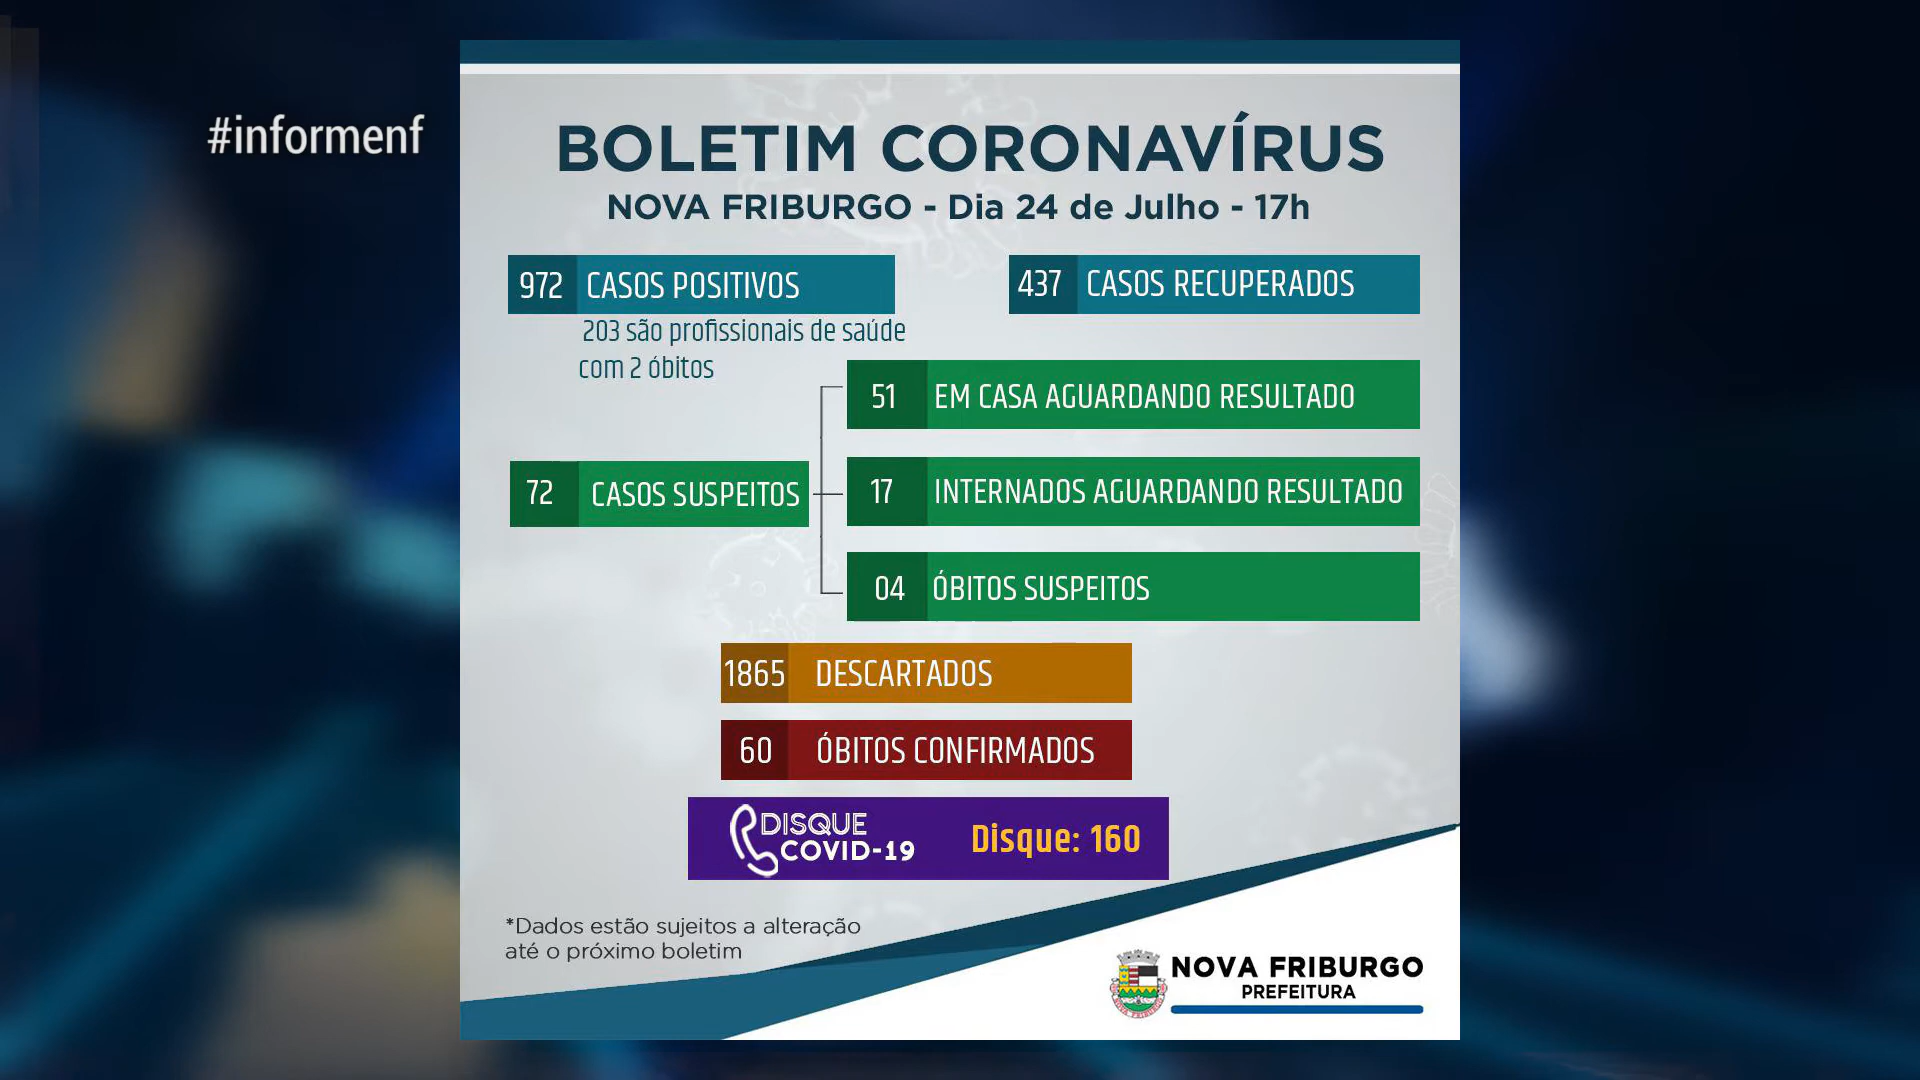 #informenf
BOLETIM CORONAVÍRUS
NOVA FRIBURGO - Dia 24 de Julho - 17h
972 CASOS POSITIVOS
203 são profissionais de saúde
com 2 óbitos
437 CASOS RECUPERADOS
72 CASOS SUSPEITOS
51 EM CASA AGUARDANDO RESULTADO
17 INTERNADOS AGUARDANDO RESULTADO
04 ÓBITOS SUSPEITOS
1865 DESCARTADOS
60 ÓBITOS CONFIRMADOS
DISQUE
COVID-19
Disque: 160
*Dados estão sujeitos a alteração
até o próximo boletim
NOVA FRIBURGO
PREFEITURA